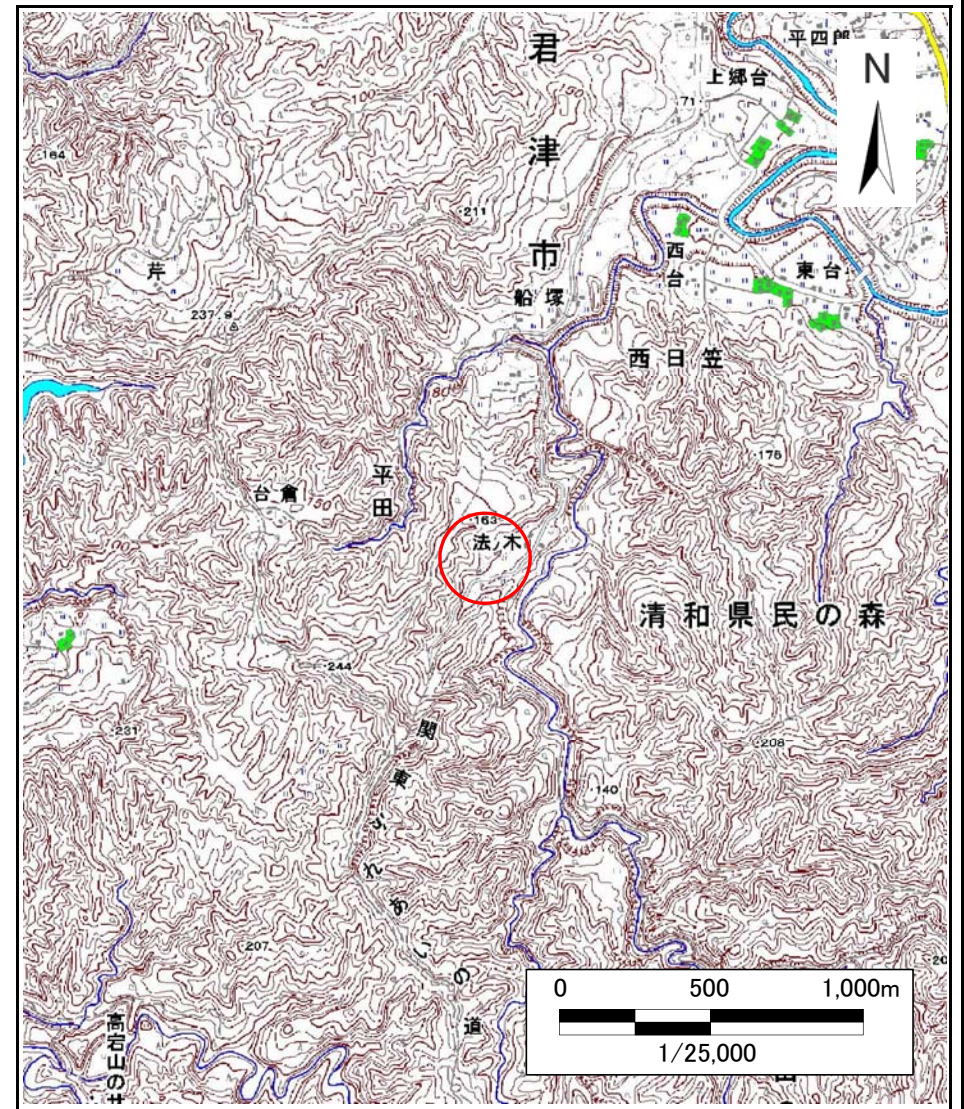 君津市
平四郎
上郷台
N
71
100
150
164
211
西台
東台
芹
船塚
237.9
西日笠
80
175
平田
台倉
150
163
法ノ木
清和県民の森
244
231
208
関東ふれあいの道
140
207
0 500 1,000m
1/25,000
高宕山のサ